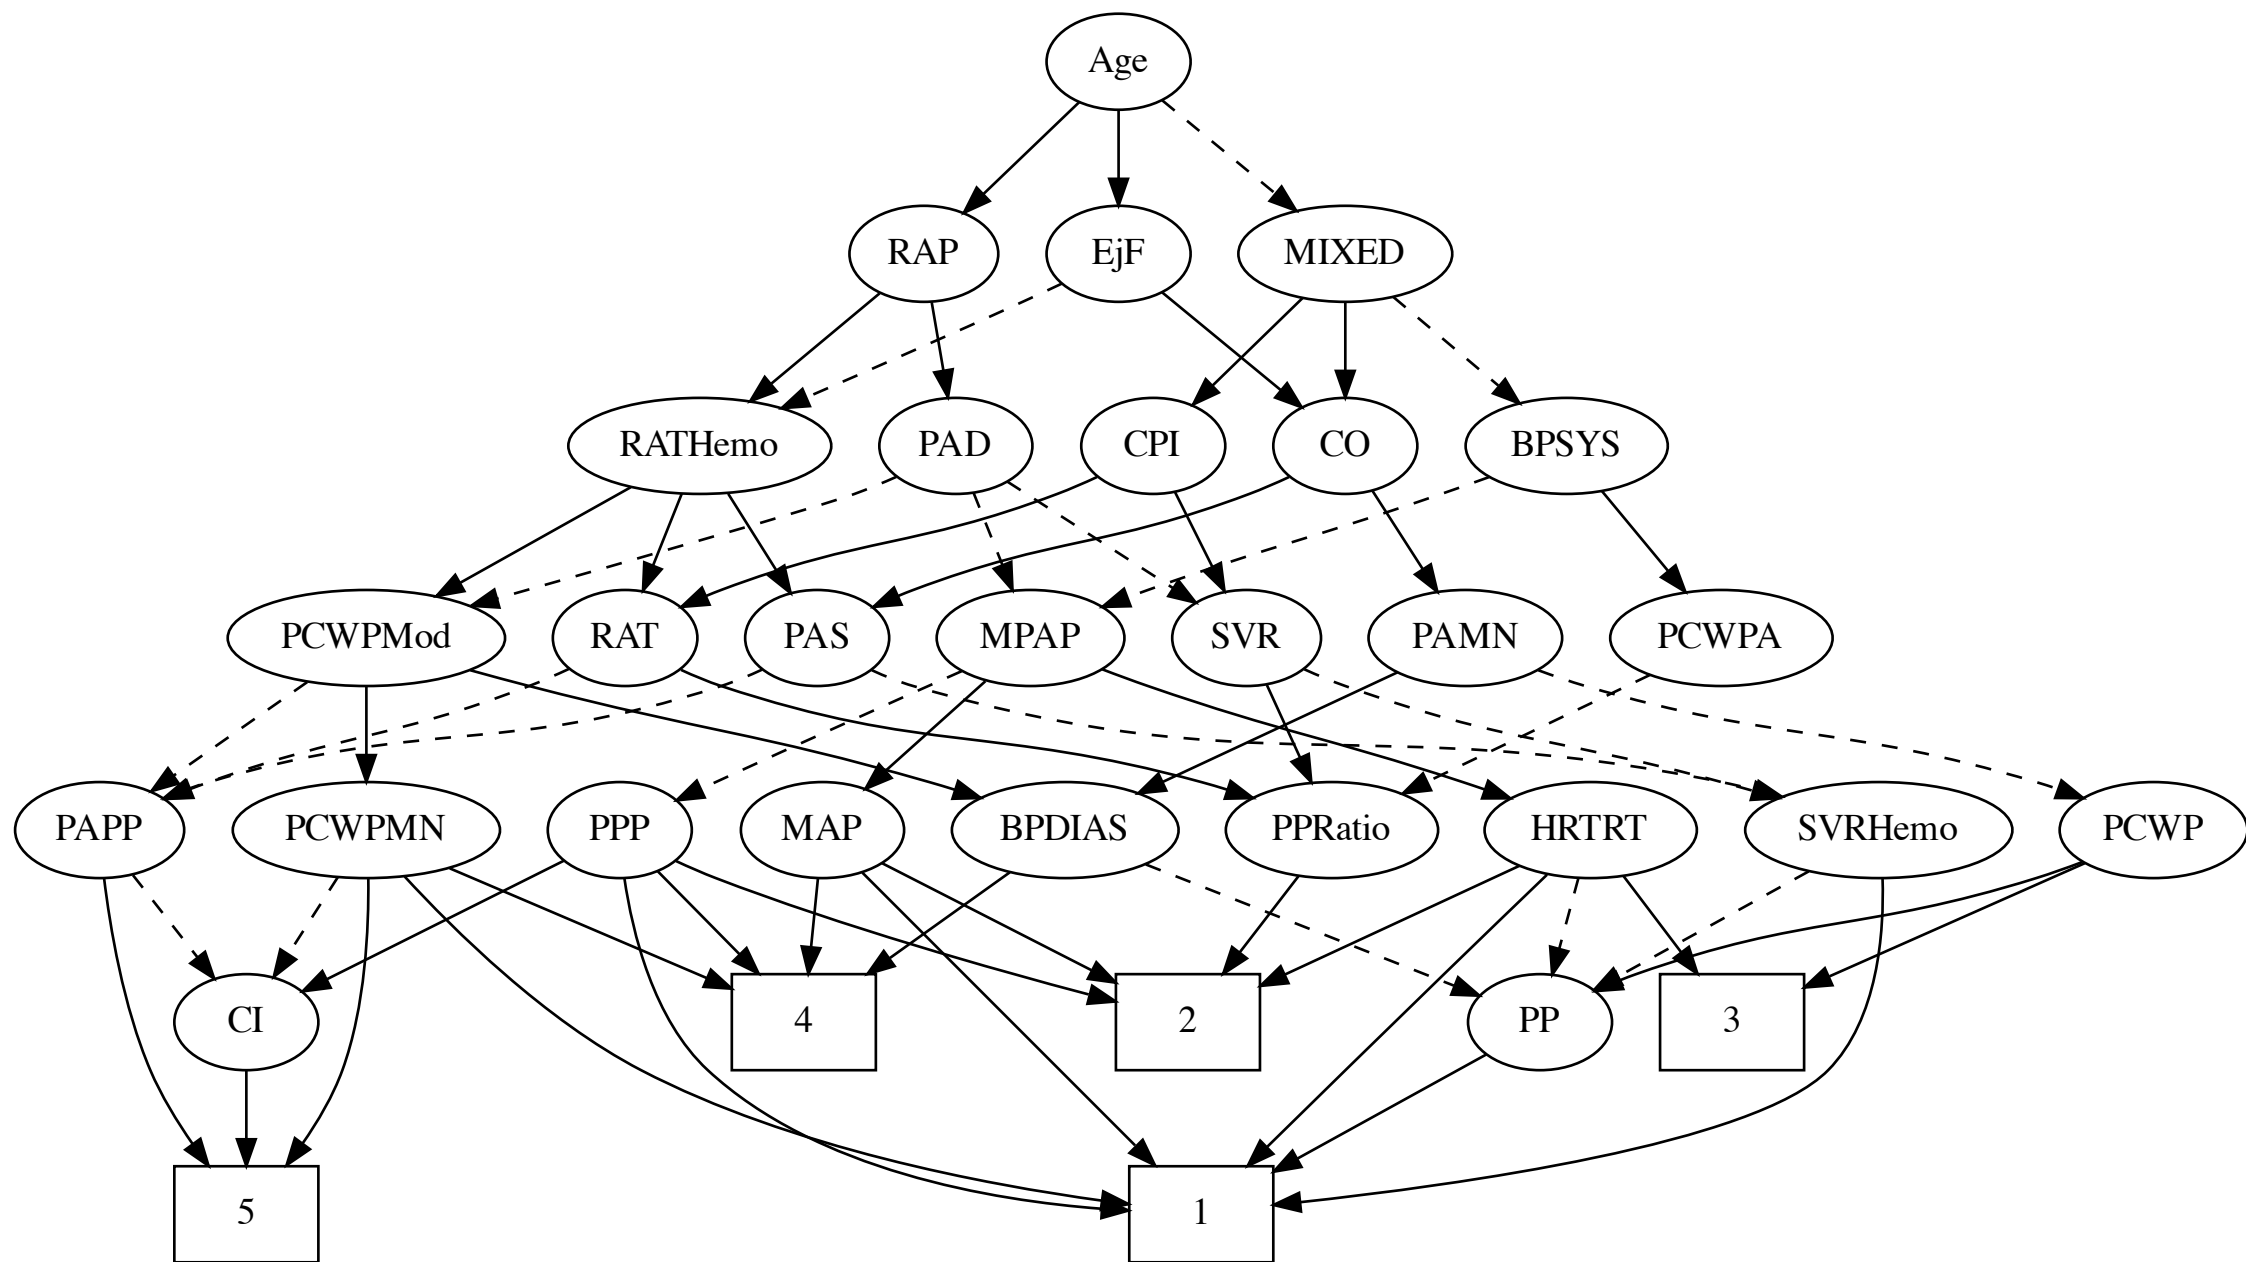 Age
RAP
EjF
MIXED
RATHemo
PAD
CPI
CO
BPSYS
PCWPMod
RAT
PAS
MPAP
SVR
PAMN
PCWPA
PAPP
PCWPMN
PPP
MAP
BPDIAS
PPRatio
HRTRT
SVRHemo
PCWP
CI
4
2
PP
3
5
1